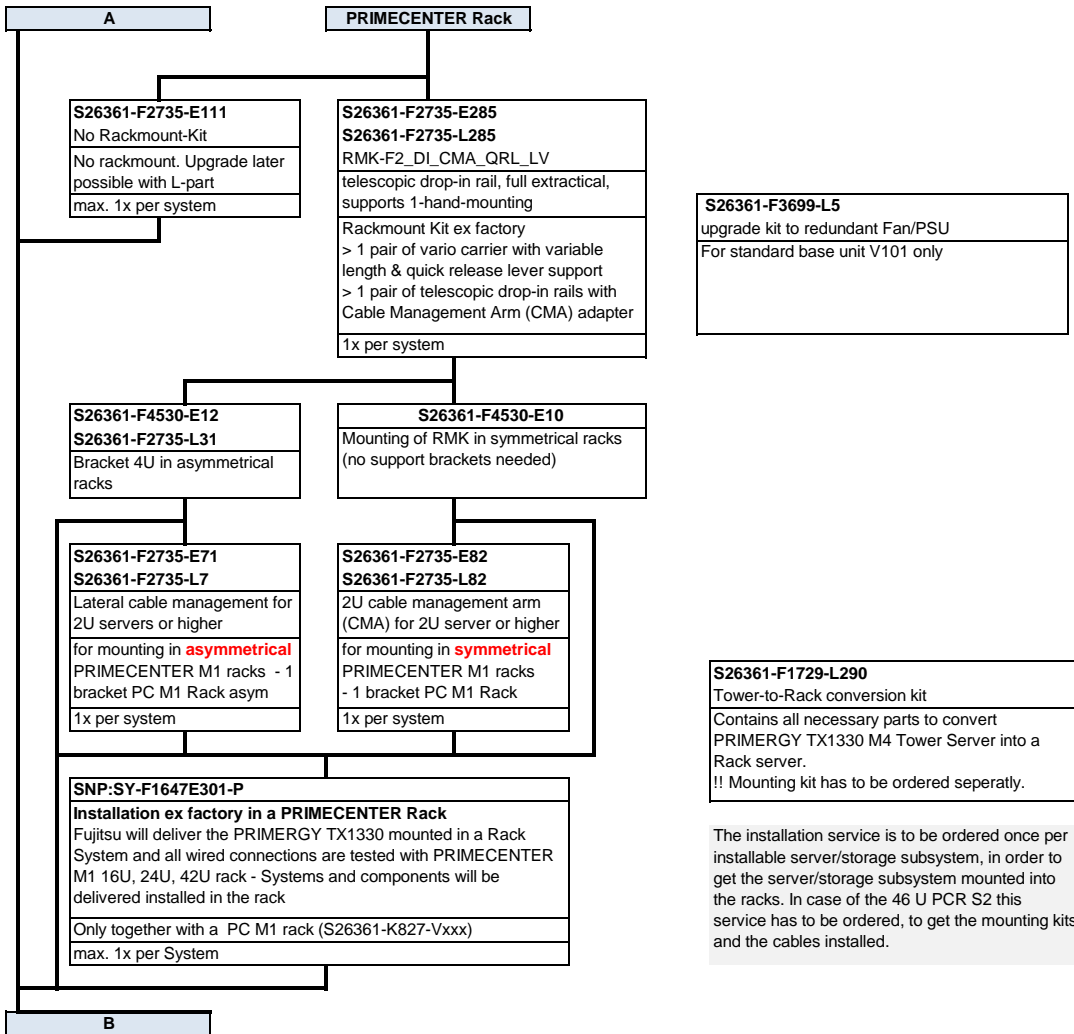 A
PRIMECENTER Rack
S26361-F2735-E111
No Rackmount-Kit
No rackmount. Upgrade later
possible with L-part
max. 1x per system
S26361-F2735-E285
S26361-F2735-L285
RMK-F2_DI_CMA_QRL_LV
telescopic drop-in rail, full extractical,
supports 1-hand-mounting
Rackmount Kit ex factory
> 1 pair of vario carrier with variable
length & quick release lever support
> 1 pair of telescopic drop-in rails with
Cable Management Arm (CMA) adapter
1x per system
S26361-F3699-L5
upgrade kit to redundant Fan/PSU
For standard base unit V101 only
S26361-F4530-E12
S26361-F2735-L31
Bracket 4U in asymmetrical
racks
S26361-F4530-E10
Mounting of RMK in symmetrical racks
(no support brackets needed)
S26361-F2735-E71
S26361-F2735-L7
Lateral cable management for
2U servers or higher
for mounting in asymmetrical
PRIMECENTER M1 racks - 1
bracket PC M1 Rack asym
1x per system
S26361-F2735-E82
S26361-F2735-L82
2U cable management arm
(CMA) for 2U server or higher
for mounting in symmetrical
PRIMECENTER M1 racks
- 1 bracket PC M1 Rack
1x per system
S26361-F1729-L290
Tower-to-Rack conversion kit
Contains all necessary parts to convert
PRIMERGY TX1330 M4 Tower Server into a
Rack server.
!! Mounting kit has to be ordered seperatly.
SNP:SY-F1647E301-P
Installation ex factory in a PRIMECENTER Rack
Fujitsu will deliver the PRIMERGY TX1330 mounted in a Rack
System and all wired connections are tested with PRIMECENTER
M1 16U, 24U, 42U rack - Systems and components will be
delivered installed in the rack
Only together with a PC M1 rack (S26361-K827-Vxxx)
max. 1x per System
The installation service is to be ordered once per
installable server/storage subsystem, in order to
get the server/storage subsystem mounted into
the racks. In case of the 46 U PCR S2 this
service has to be ordered, to get the mounting kits
and the cables installed.
B